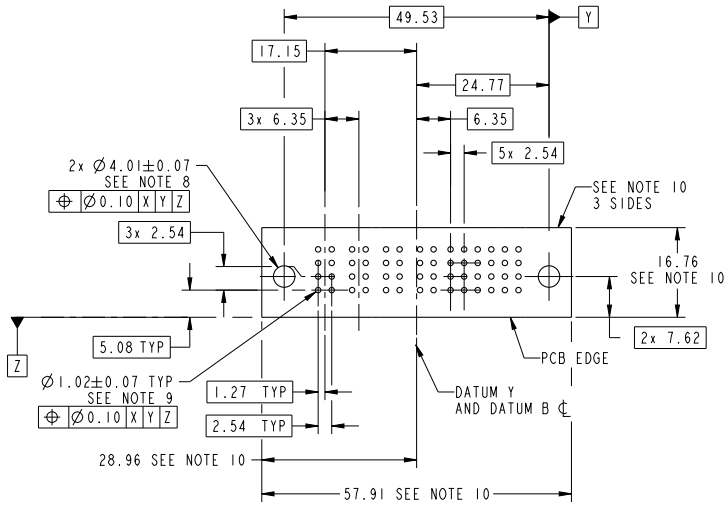 49.53
Y
17.15
24.77
3x 6.35
6.35
5x 2.54
2x Ø4.01±0.07
SEE NOTE 8
⌖ Ø0.10 X Y Z
SEE NOTE 10
3 SIDES
3x 2.54
16.76
SEE NOTE 10
5.08 TYP
2x 7.62
Z
PCB EDGE
Ø1.02±0.07 TYP
SEE NOTE 9
⌖ Ø0.10 X Y Z
1.27 TYP
DATUM Y
AND DATUM B ℄
2.54 TYP
28.96 SEE NOTE 10
57.91 SEE NOTE 10